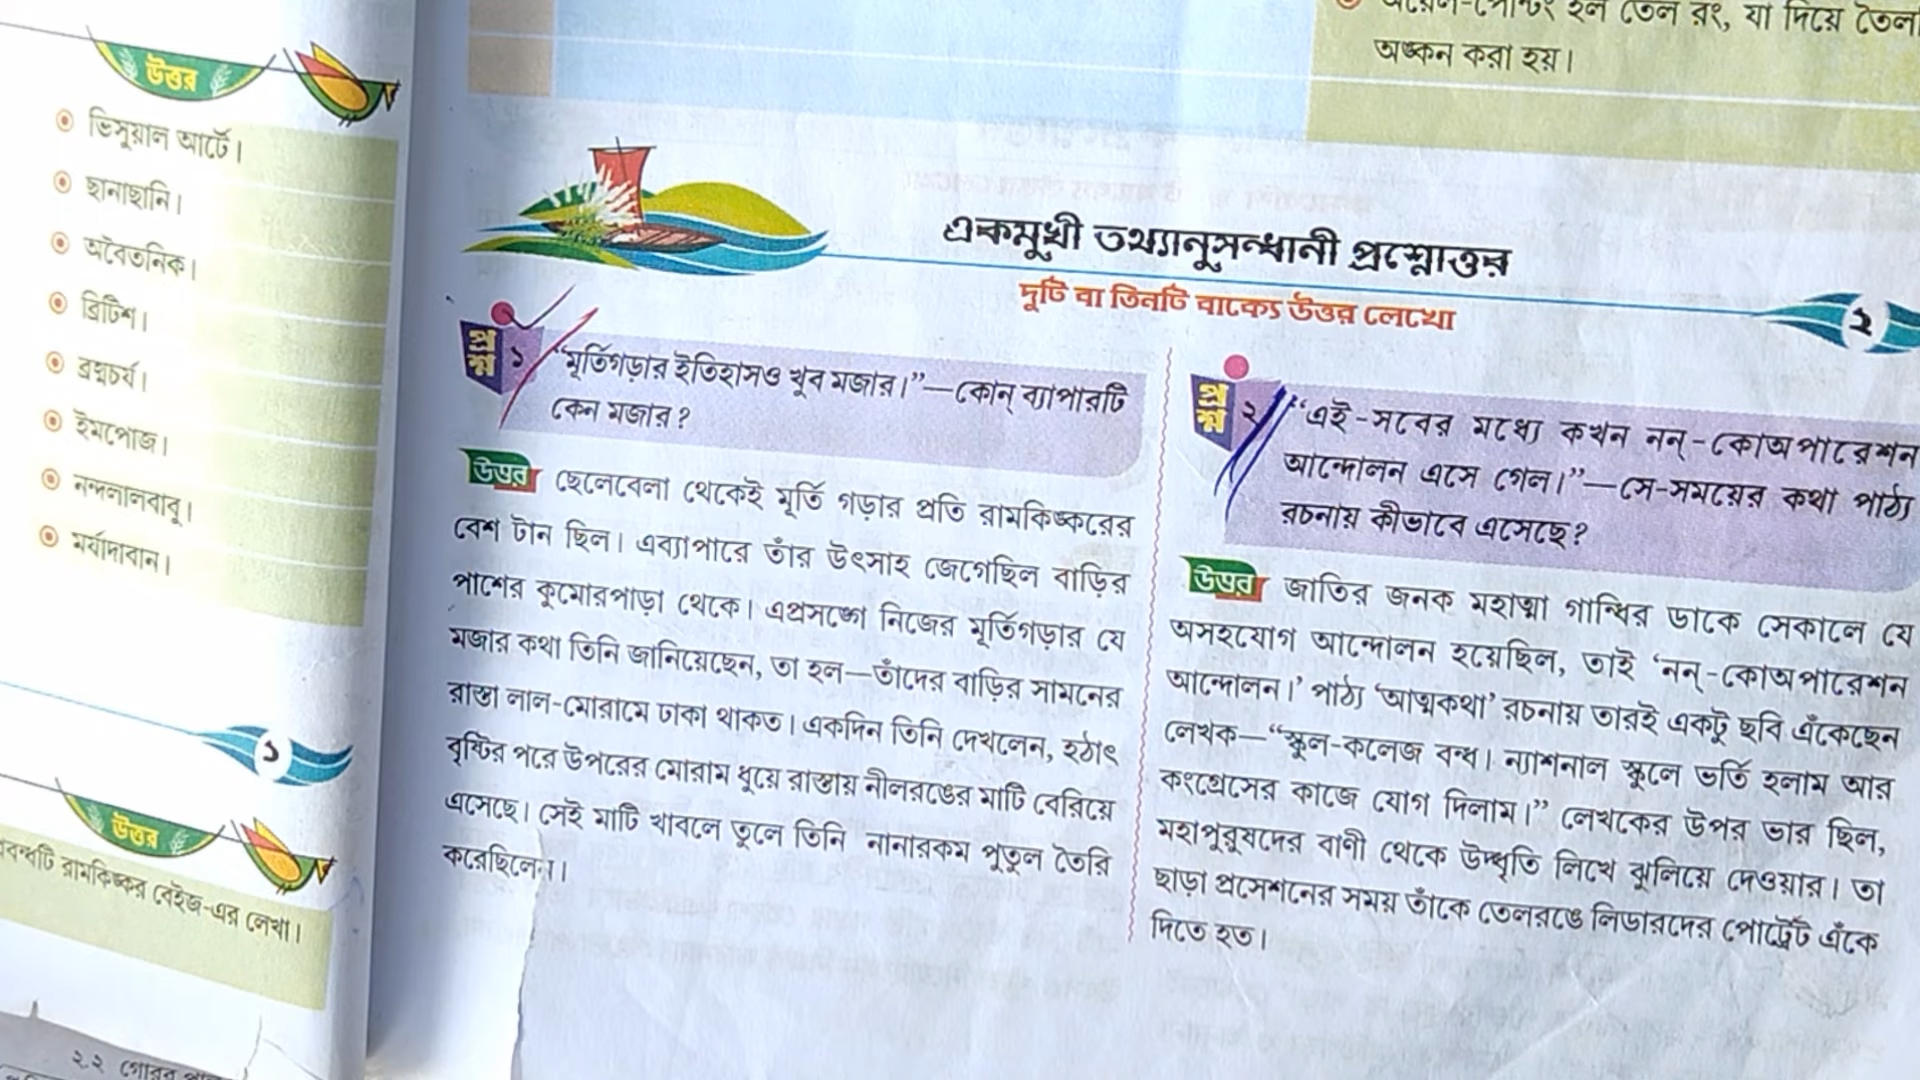 উত্তর
ভিসুয়াল আর্টে।
ছানাছানি।
অবৈতনিক।
ব্রিটিশ।
ব্রহ্মচর্য।
ইমপোজ।
নন্দলালবাবু।
মর্যাদাবান।
১
উত্তর
রামকিঙ্কর বেইজ-এর লেখা।
২.২
হল তেল রং, যা দিয়ে
অঙ্কন করা হয়।
একমুখী তথ্যানুসন্ধানী প্রশ্নোত্তর
দুটি বা তিনটি বাক্যে উত্তর লেখো
২
প্রশ্ন ১ “মূর্তিগড়ার ইতিহাসও খুব মজার।”—কোন্ ব্যাপারটি
কেন মজার?
উত্তর ছেলেবেলা থেকেই মূর্তি গড়ার প্রতি রামকিঙ্করের
বেশ টান ছিল। এব্যাপারে তাঁর উৎসাহ জেগেছিল বাড়ির
পাশের কুমোরপাড়া থেকে। এপ্রসঙ্গে নিজের মূর্তিগড়ার যে
মজার কথা তিনি জানিয়েছেন, তা হল—তাঁদের বাড়ির সামনের
রাস্তা লাল-মোরামে ঢাকা থাকত। একদিন তিনি দেখলেন, হঠাৎ
বৃষ্টির পরে উপরের মোরাম ধুয়ে রাস্তায় নীলরঙের মাটি বেরিয়ে
এসেছে। সেই মাটি খাবলে তুলে তিনি নানারকম পুতুল তৈরি
করেছিলেন।
প্রশ্ন ২ “এই-সবের মধ্যে কখন নন্-কোঅপারেশন
আন্দোলন এসে গেল।”—সে-সময়ের কথা পাঠ্য
রচনায় কীভাবে এসেছে?
উত্তর জাতির জনক মহাত্মা গান্ধির ডাকে সেকালে যে
অসহযোগ আন্দোলন হয়েছিল, তাই ‘নন্-কোঅপারেশন
আন্দোলন।’ পাঠ্য ‘আত্মকথা’ রচনায় তারই একটু ছবি এঁকেছেন
লেখক—“স্কুল-কলেজ বন্ধ। ন্যাশনাল স্কুলে ভর্তি হলাম আর
কংগ্রেসের কাজে যোগ দিলাম।” লেখকের উপর ভার ছিল,
মহাপুরুষদের বাণী থেকে উদ্ধৃতি লিখে ঝুলিয়ে দেওয়ার। তা
ছাড়া প্রসেশনের সময় তাঁকে তেলরঙে লিডারদের পোর্ট্রেট এঁকে
দিতে হত।